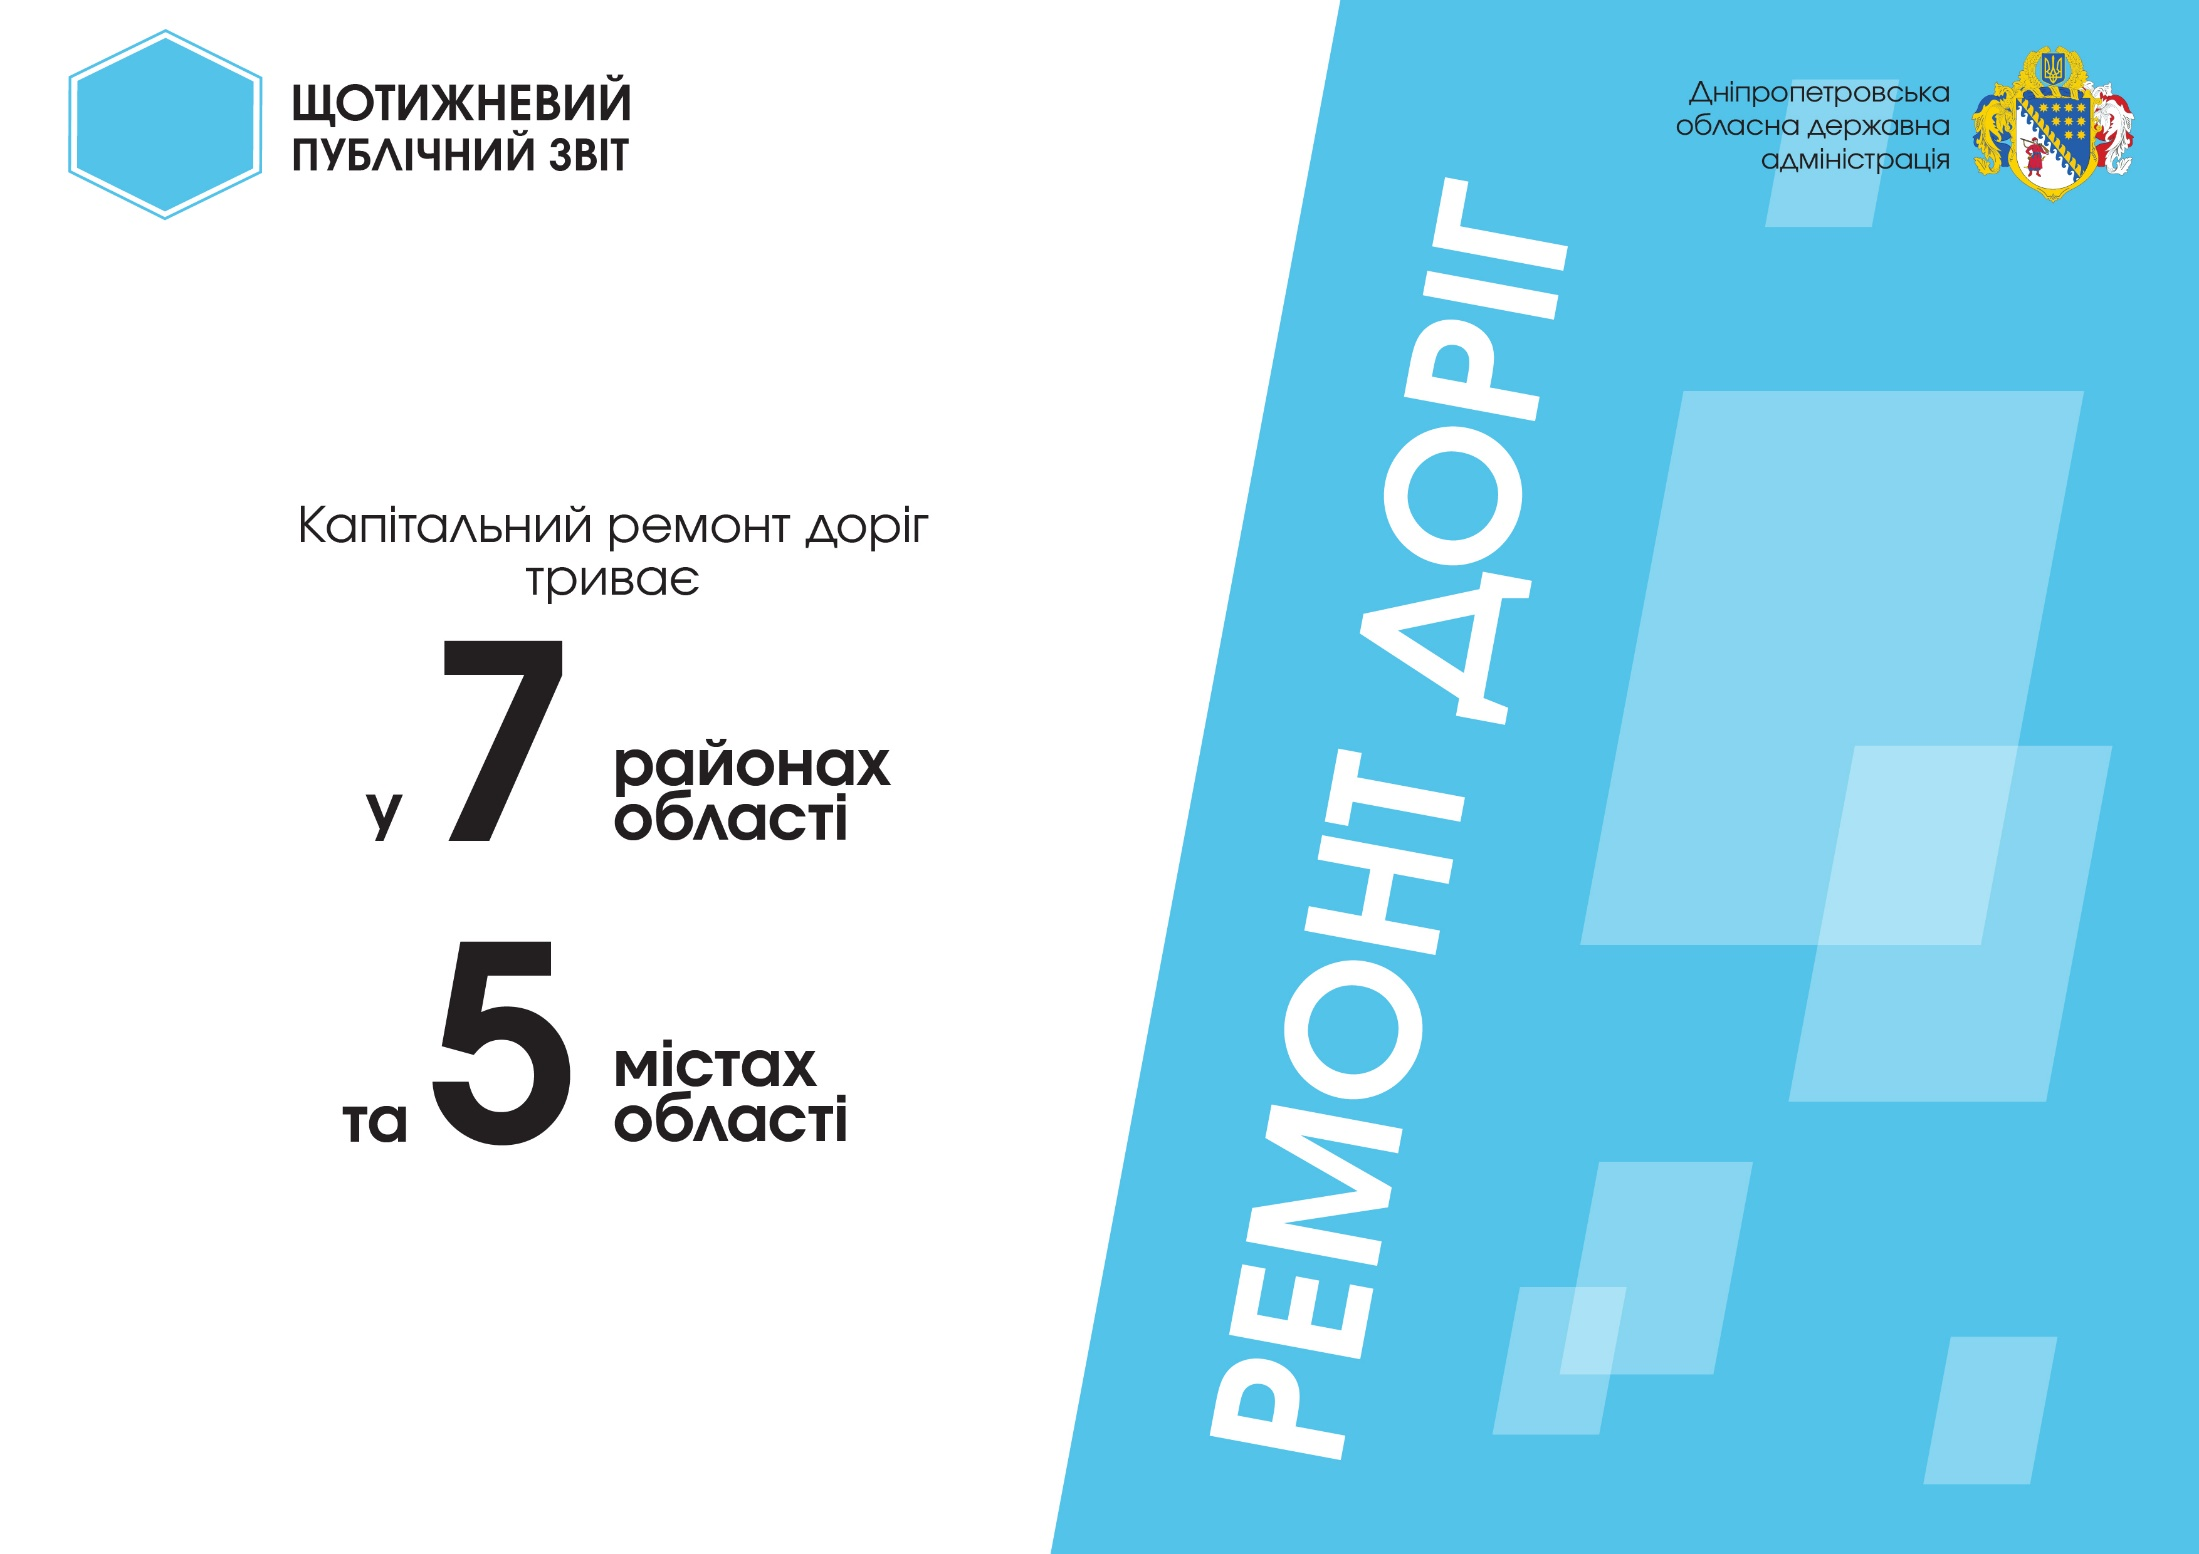 ЩОТИЖНЕВИЙ
ПУБЛІЧНИЙ ЗВІТ
Дніпропетровська
обласна державна
адміністрація
Капітальний ремонт доріг
триває
у 7 районах
області
та 5 містах
області
РЕМОНТ ДОРІГ